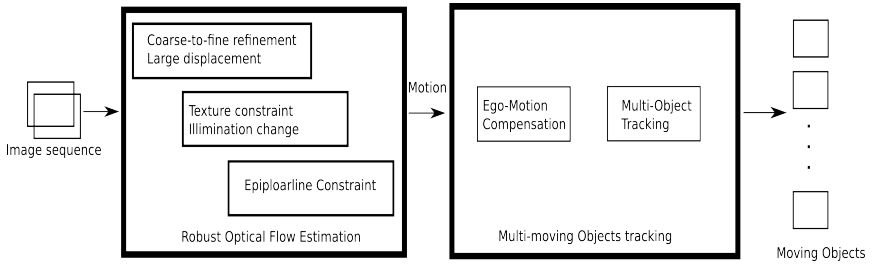 Coarse-to-fine refinement
Large displacement
Texture constraint
Illimination change
Epiploarline Constraint
Robust Optical Flow Estimation
Image sequence
Motion
Ego-Motion
Compensation
Multi-Object
Tracking
Multi-moving Objects tracking
Moving Objects